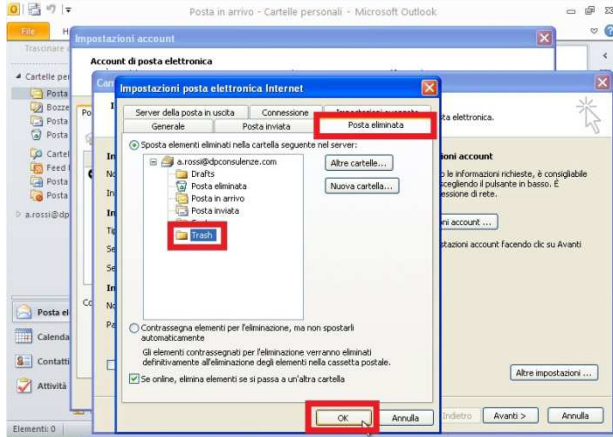 Posta in arrivo - Cartelle personali - Microsoft Outlook
File
Trascinare
Impostazioni account
Account di posta elettronica
Cartelle per
Posta
Bozze
Posta
Posta
Cartel
Feed
Posta
Posta
a.rossi@dp
Posta el
Calenda
Contatti
Attività
Elementi: 0
Impostazioni posta elettronica Internet
Server della posta in uscita
Connessione
Impostazioni avanzate
Generale
Posta inviata
Posta eliminata
Sposta elementi eliminati nella cartella seguente nel server:
a.rossi@dpconsulenze.com
Drafts
Posta eliminata
Posta in arrivo
Posta inviata
Trash
Altre cartelle...
Nuova cartella...
Contrassegna elementi per l'eliminazione, ma non spostarli
automaticamente
Gli elementi contrassegnati per l'eliminazione verranno eliminati
definitivamente all'eliminazione degli elementi nella cassetta postale.
Se online, elimina elementi se si passa a un'altra cartella
OK
Annulla
ta elettronica.
ioni account
o le informazioni richieste, è consigliabile
scegliendo il pulsante in basso. È
essione di rete.
ni account ...
stazioni account facendo clic su Avanti
Altre impostazioni ...
Indietro
Avanti >
Annulla